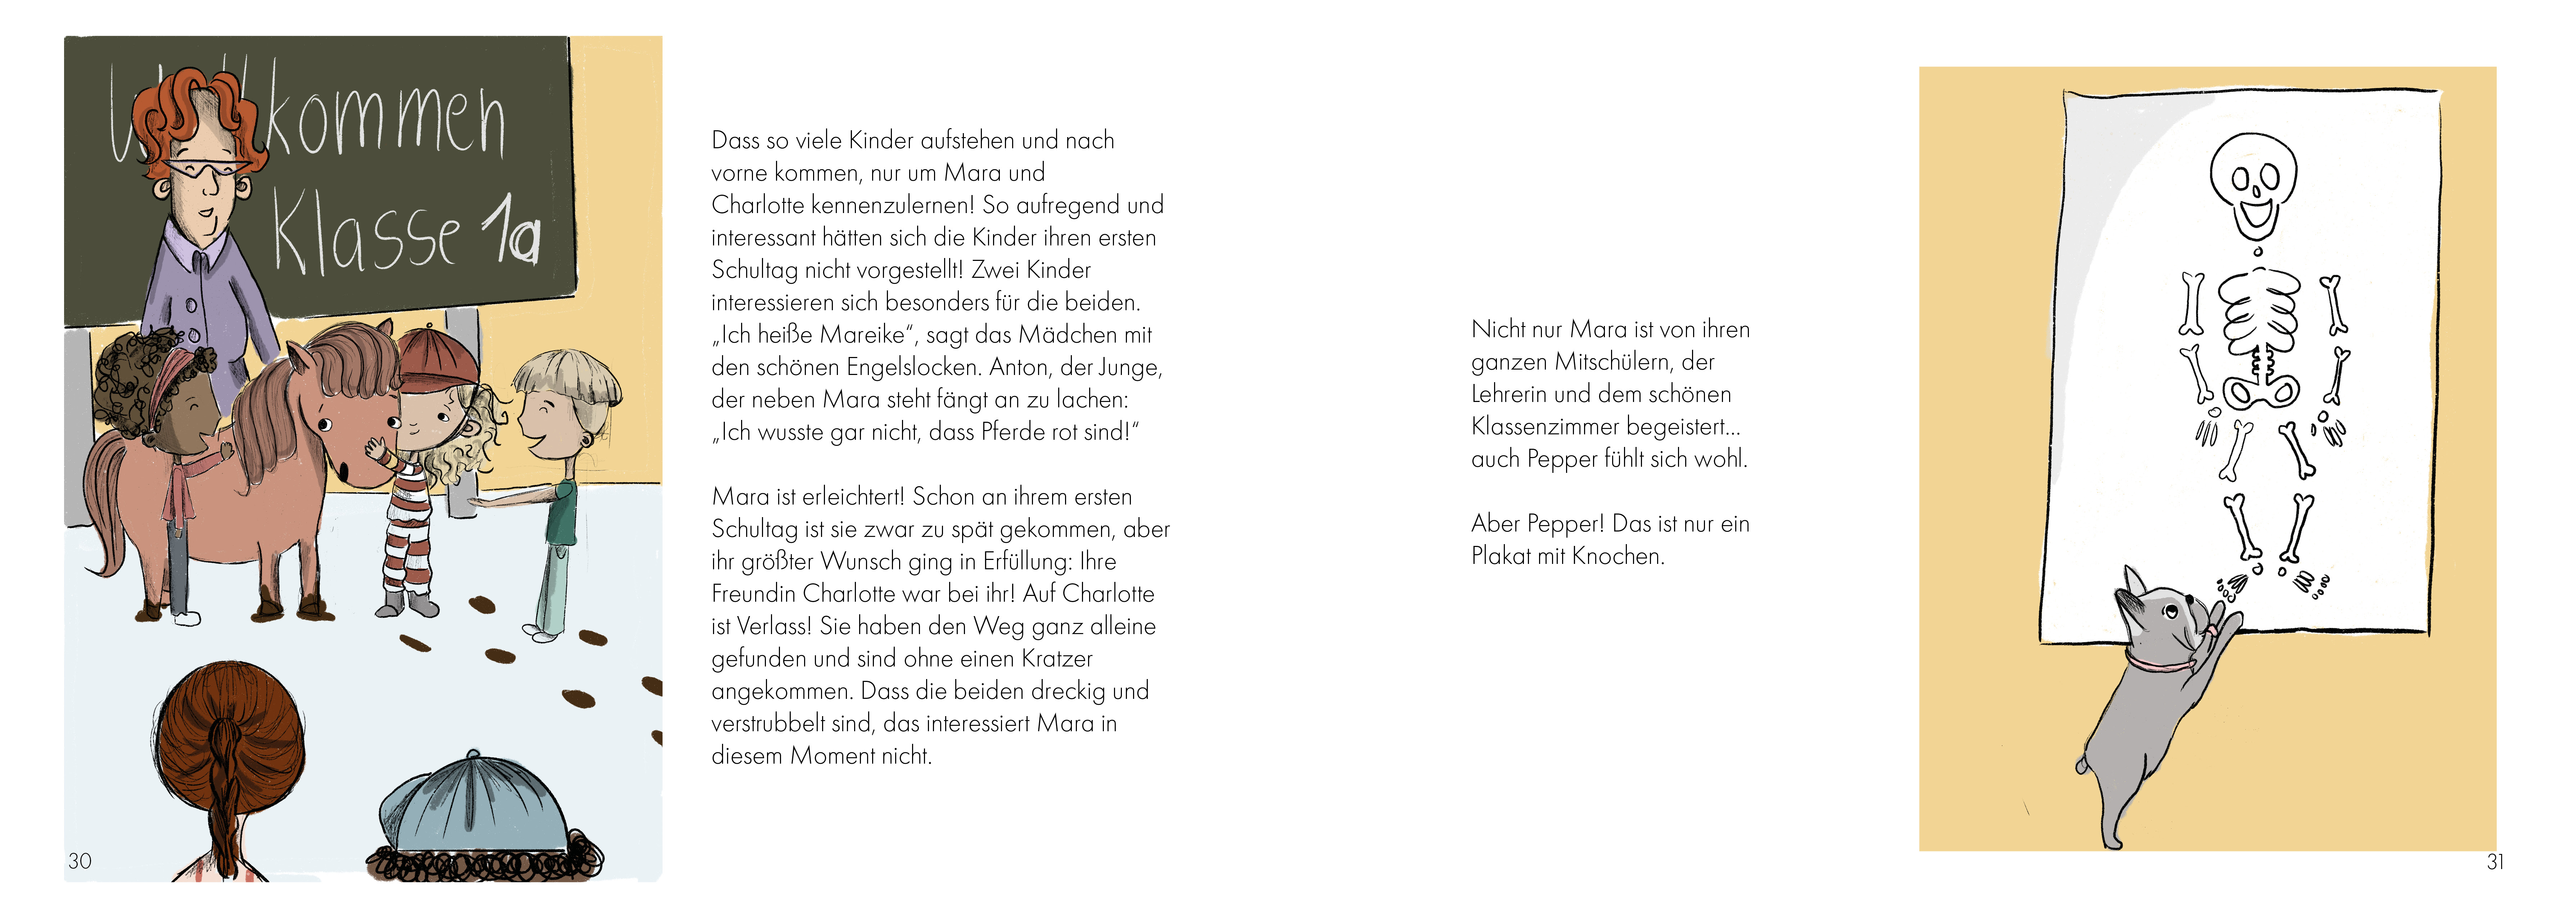 Willkommen
Klasse 1a
Dass so viele Kinder aufstehen und nach
vorne kommen, nur um Mara und
Charlotte kennenzulernen! So aufregend und
interessant hätten sich die Kinder ihren ersten
Schultag nicht vorgestellt! Zwei Kinder
interessieren sich besonders für die beiden.
„Ich heiße Mareike“, sagt das Mädchen mit
den schönen Engelslocken. Anton, der Junge,
der neben Mara steht fängt an zu lachen:
„Ich wusste gar nicht, dass Pferde rot sind!“
Mara ist erleichtert! Schon an ihrem ersten
Schultag ist sie zwar zu spät gekommen, aber
ihr größter Wunsch ging in Erfüllung: Ihre
Freundin Charlotte war bei ihr! Auf Charlotte
ist Verlass! Sie haben den Weg ganz alleine
gefunden und sind ohne einen Kratzer
angekommen. Dass die beiden dreckig und
verstrubbelt sind, das interessiert Mara in
diesem Moment nicht.
30
Nicht nur Mara ist von ihren
ganzen Mitschülern, der
Lehrerin und dem schönen
Klassenzimmer begeistert...
auch Pepper fühlt sich wohl.
Aber Pepper! Das ist nur ein
Plakat mit Knochen.
31